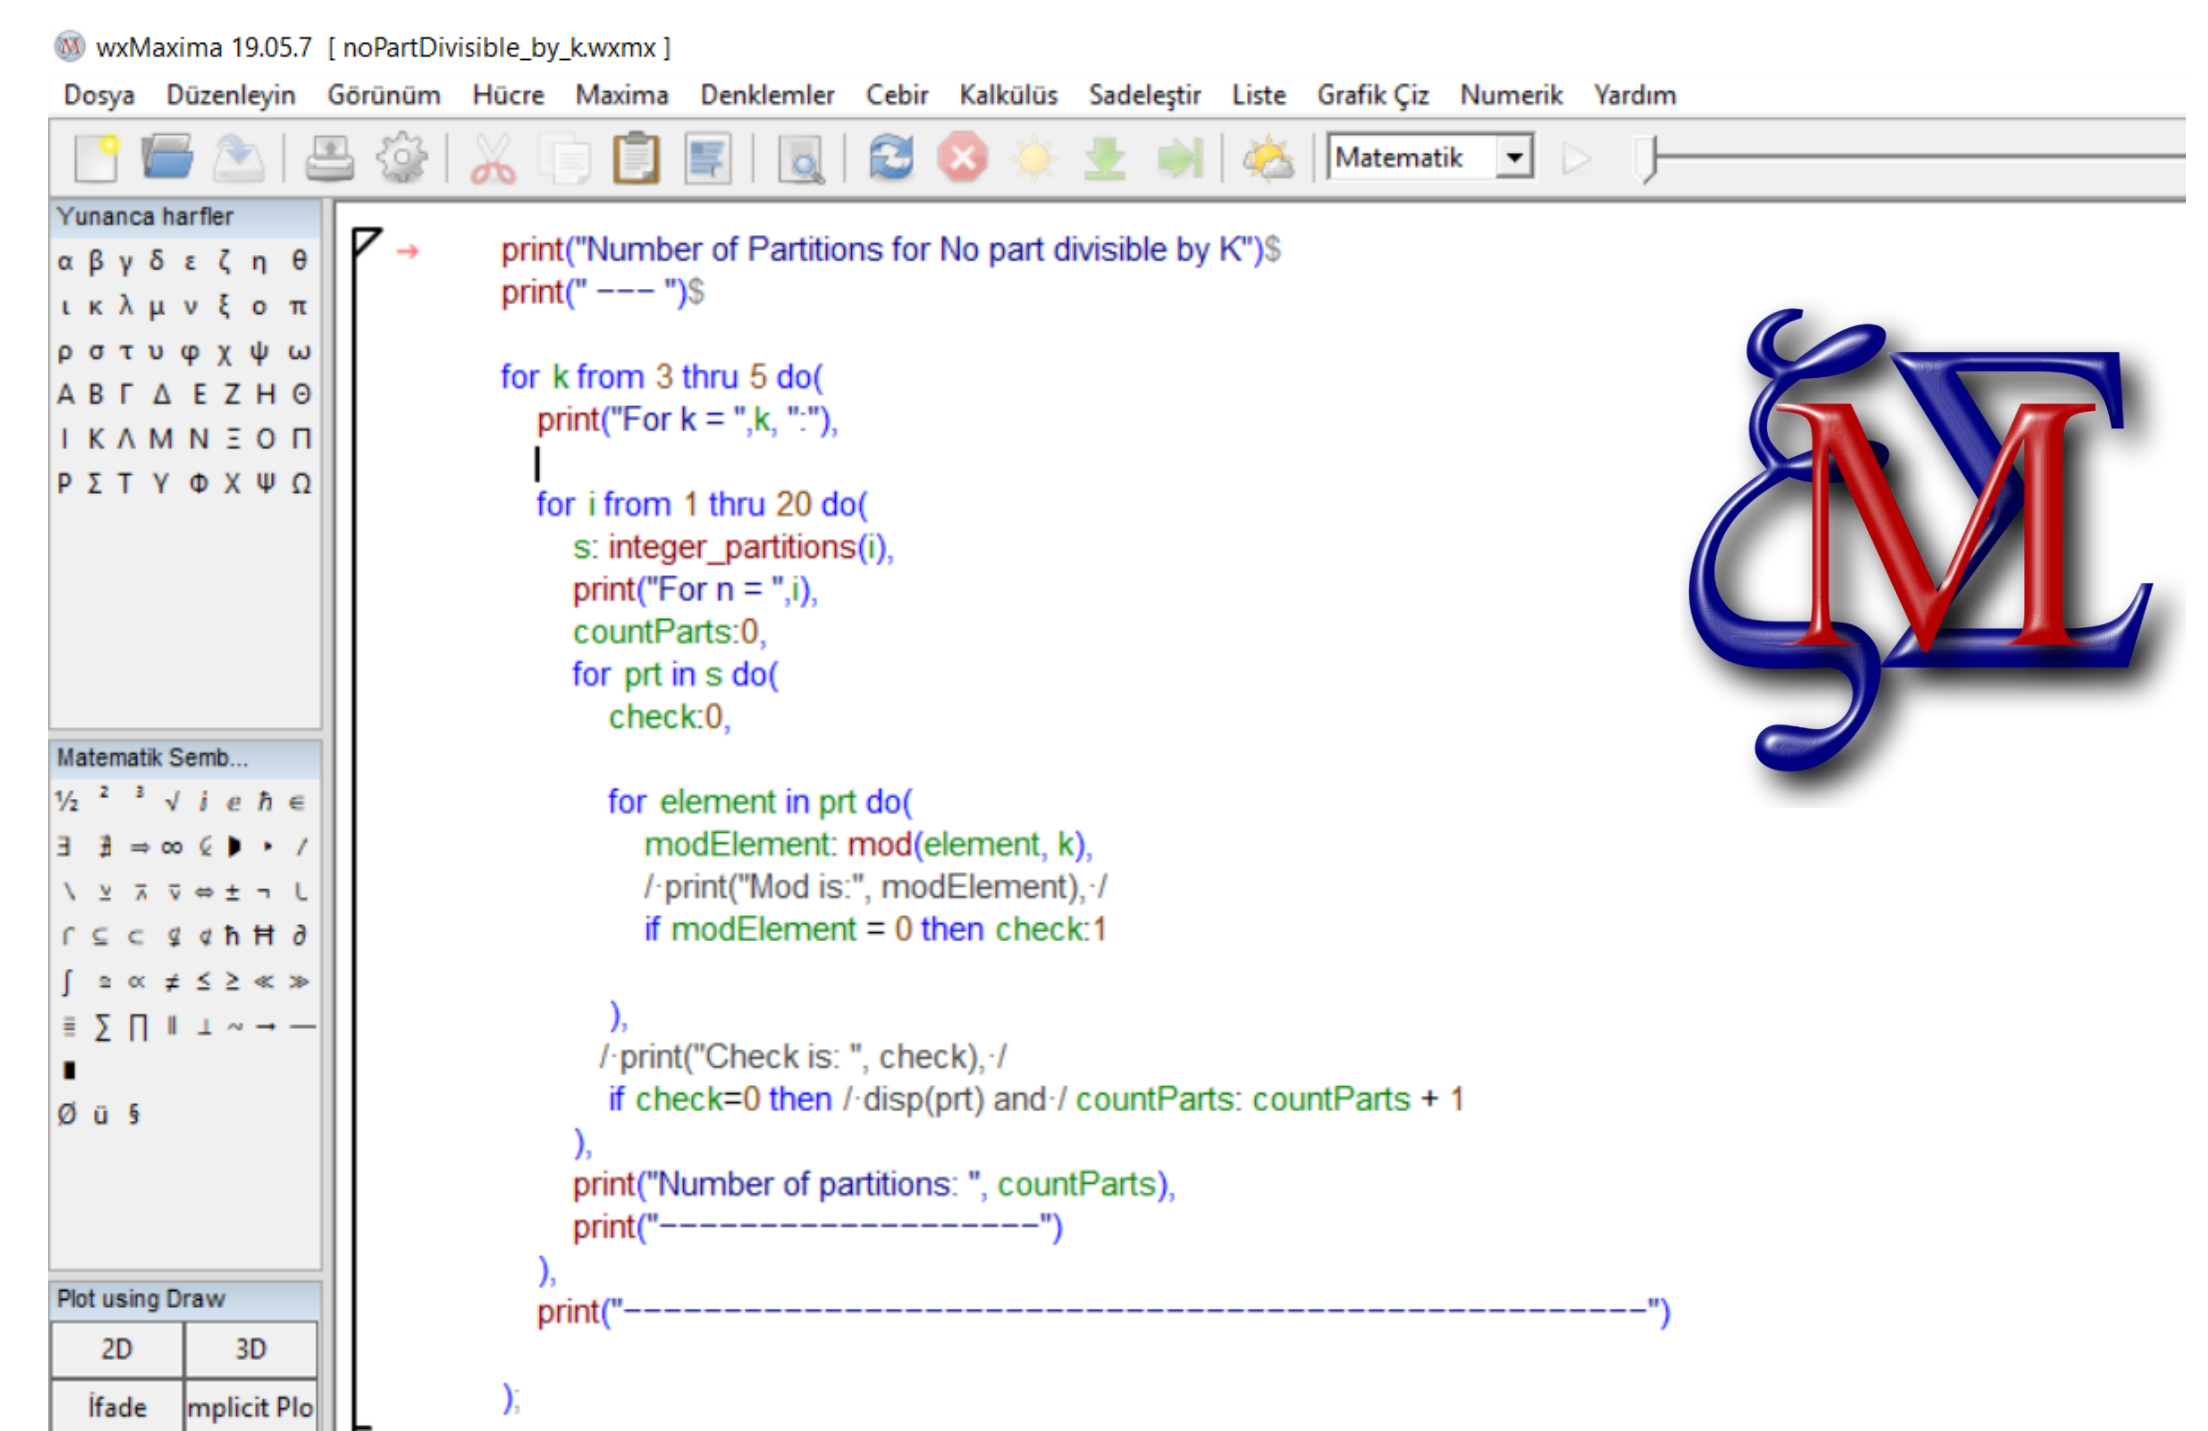 wxMaxima 19.05.7 [ noPartDivisible_by_k.wxmx ]
Dosya Düzenleyin Görünüm Hücre Maxima Denklemler Cebir Kalkülüs Sadeleştir Liste Grafik Çiz Numerik Yardım
Matematik
Yunanca harfler
α β γ δ ε ζ η θ
ι κ λ μ ν ξ ο π
ρ σ τ υ φ χ ψ ω
Α Β Γ Δ Ε Ζ Η Θ
Ι Κ Λ Μ Ν Ξ Ο Π
Ρ Σ Τ Υ Φ Χ Ψ Ω
Matematik Semb...
½ ² ³ √ ⅈ ⅇ ℏ ∈
∃ ∄ ⇒ ∞ /
\ ⊻ ⊼ ⊽ ⇔ ± ¬
⊆ ⊂ ⊈ ⊄ ħ Ħ ∂
∫ ≅ ∝ ≠ ≤ ≥ ≪ ≫
≣ ∑ ∏ ∥ ⟂ ~ → —
Ø ü §
Plot using Draw
2D 3D
İfade mplicit Plo
print("Number of Partitions for No part divisible by K")$
print(" −−− ")$
for k from 3 thru 5 do(
print("For k = ",k, ":"),
for i from 1 thru 20 do(
s: integer_partitions(i),
print("For n = ",i),
countParts:0,
for prt in s do(
check:0,
for element in prt do(
modElement: mod(element, k),
/·print("Mod is:", modElement),·/
if modElement = 0 then check:1
),
/·print("Check is: ", check),·/
if check=0 then /·disp(prt) and·/ countParts: countParts + 1
),
print("Number of partitions: ", countParts),
print("−−−−−−−−−−−−−−−−−−−")
),
print("−−−−−−−−−−−−−−−−−−−−−−−−−−−−−−−−−−−−−−−−−−−−−−−−−−−")
);